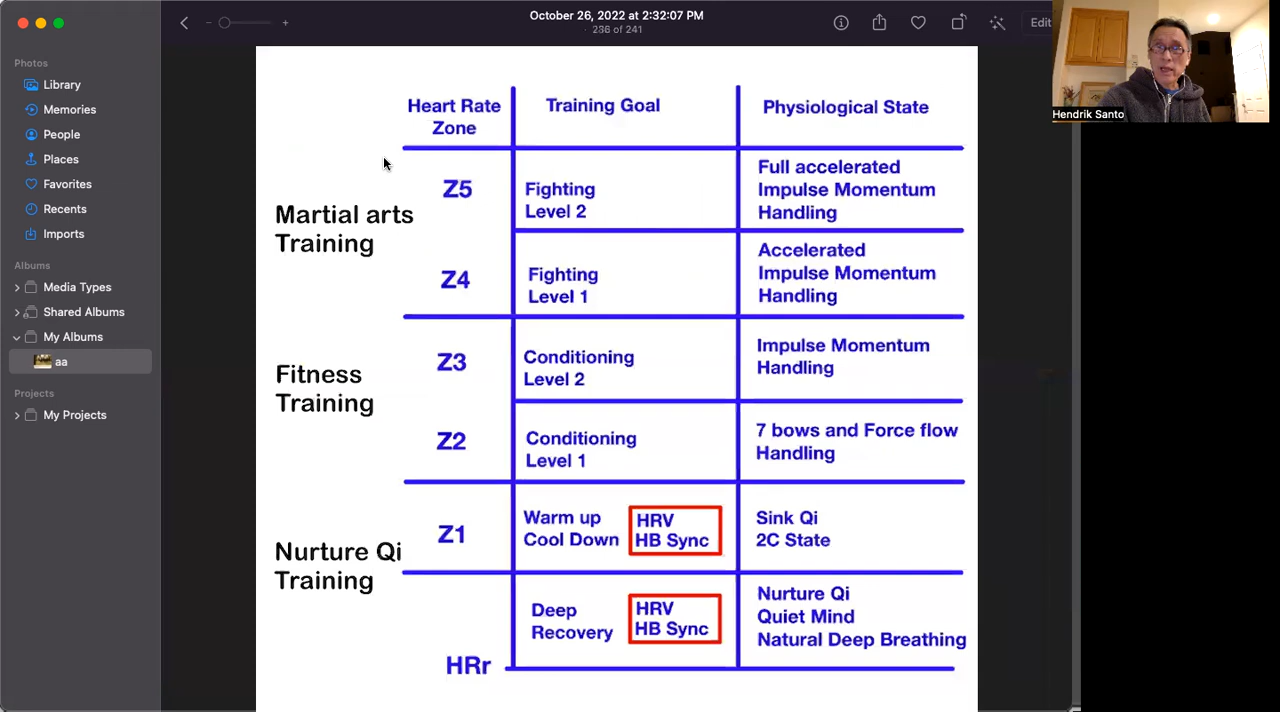 October 26, 2022 at 2:32:07 PM
236 of 241
Edit
Photos
Library
Memories
People
Places
Favorites
Recents
Imports
Albums
Media Types
Shared Albums
My Albums
aa
Projects
My Projects
Hendrik Santo
Heart Rate
Zone
Training Goal
Physiological State
Martial arts
Training
Z5
Fighting
Level 2
Full accelerated
Impulse Momentum
Handling
Z4
Fighting
Level 1
Accelerated
Impulse Momentum
Handling
Fitness
Training
Z3
Conditioning
Level 2
Impulse Momentum
Handling
Z2
Conditioning
Level 1
7 bows and Force flow
Handling
Nurture Qi
Training
Z1
Warm up
Cool Down
HRV
HB Sync
Sink Qi
2C State
Deep
Recovery
HRV
HB Sync
Nurture Qi
Quiet Mind
Natural Deep Breathing
HRr